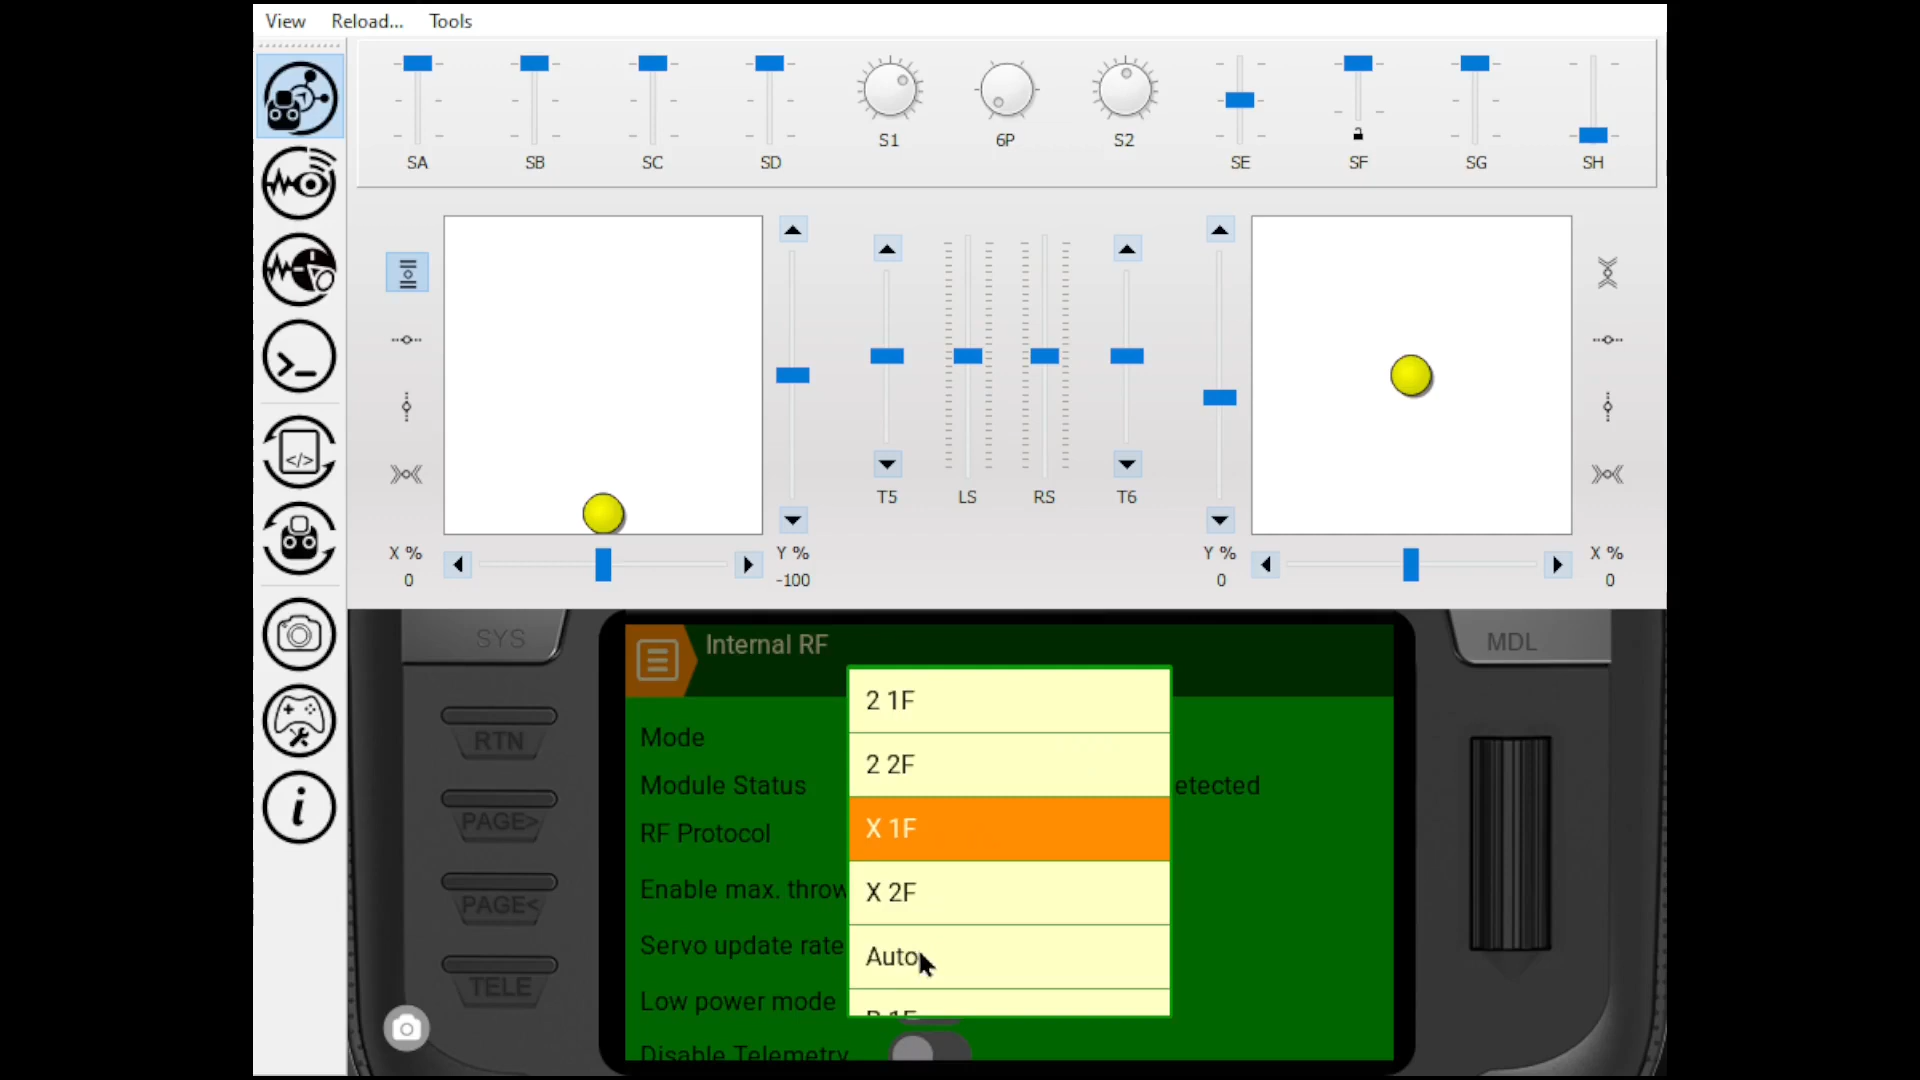 View Reload... Tools
SA SB SC SD S1 6P S2 SE SF SG SH
T5 LS RS T6
X % Y % Y % X %
0 -100 0 0
SYS MDL
Internal RF
RTN
PAGE>
PAGE<
TELE
Mode
Module Status etected
RF Protocol
Enable max. throw
Servo update rate
Low power mode
Disable Telemetry
2 1F
2 2F
X 1F
X 2F
Auto